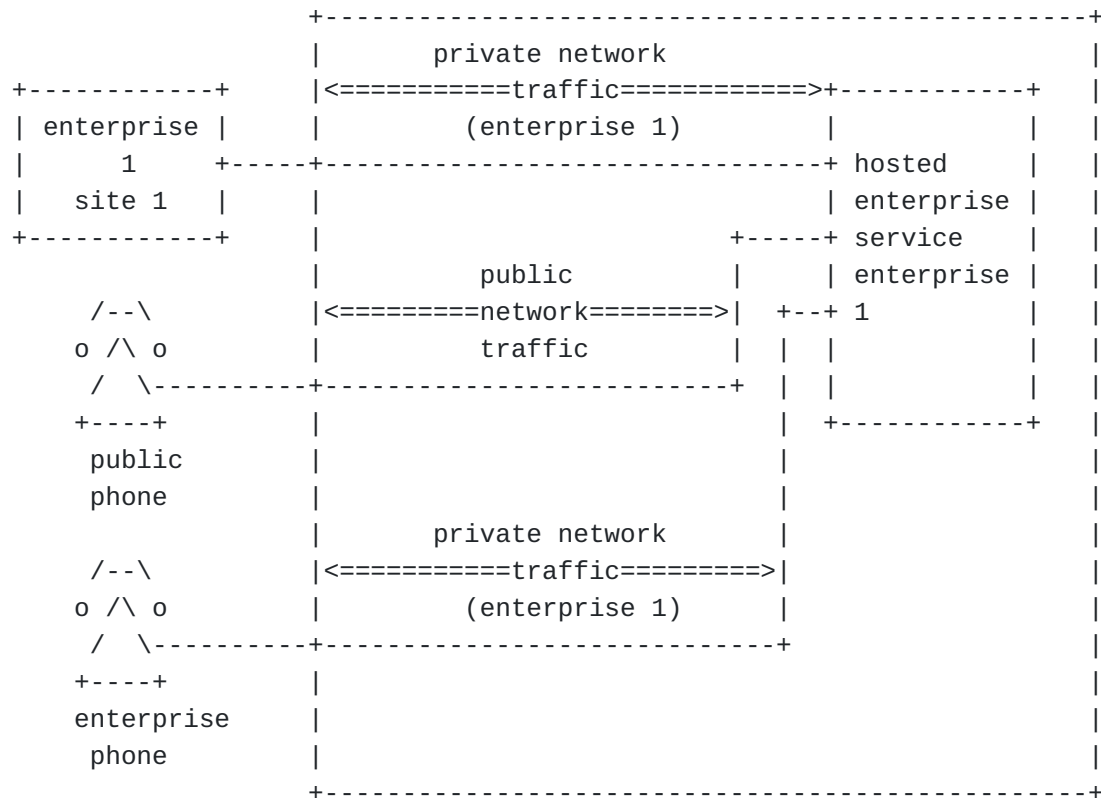 private network
traffic
enterprise (enterprise 1)
1 hosted
site 1 enterprise
service
public enterprise
network 1
traffic
public
phone
private network
traffic
(enterprise 1)
enterprise
phone